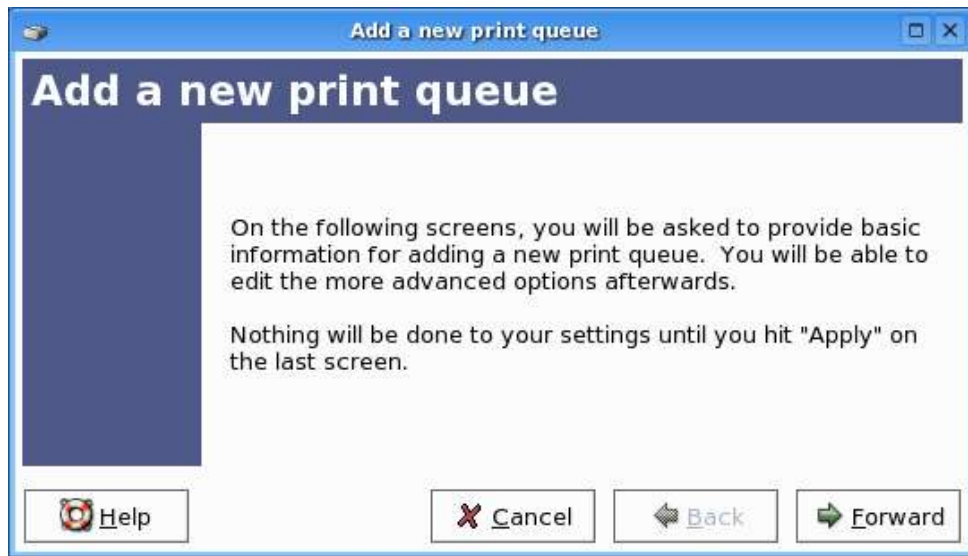 Add a new print queue
Add a new print queue
On the following screens, you will be asked to provide basic
information for adding a new print queue.  You will be able to
edit the more advanced options afterwards.
Nothing will be done to your settings until you hit "Apply" on
the last screen.
Help
Cancel
Back
Forward